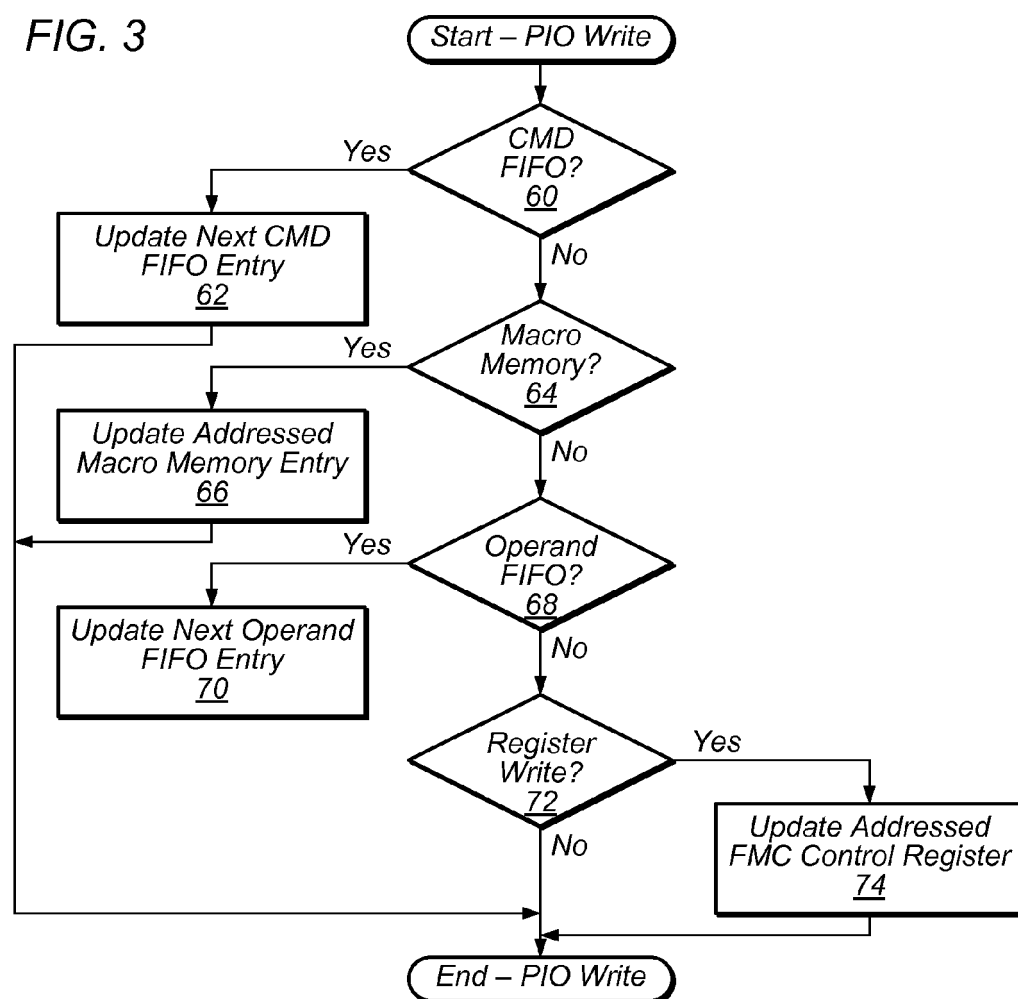 FIG. 3
Start – PIO Write
CMD
FIFO?
60
Yes
No
Update Next CMD
FIFO Entry
62
Macro
Memory?
64
Yes
No
Update Addressed
Macro Memory Entry
66
Operand
FIFO?
68
Yes
No
Update Next Operand
FIFO Entry
70
Register
Write?
72
Yes
No
Update Addressed
FMC Control Register
74
End – PIO Write